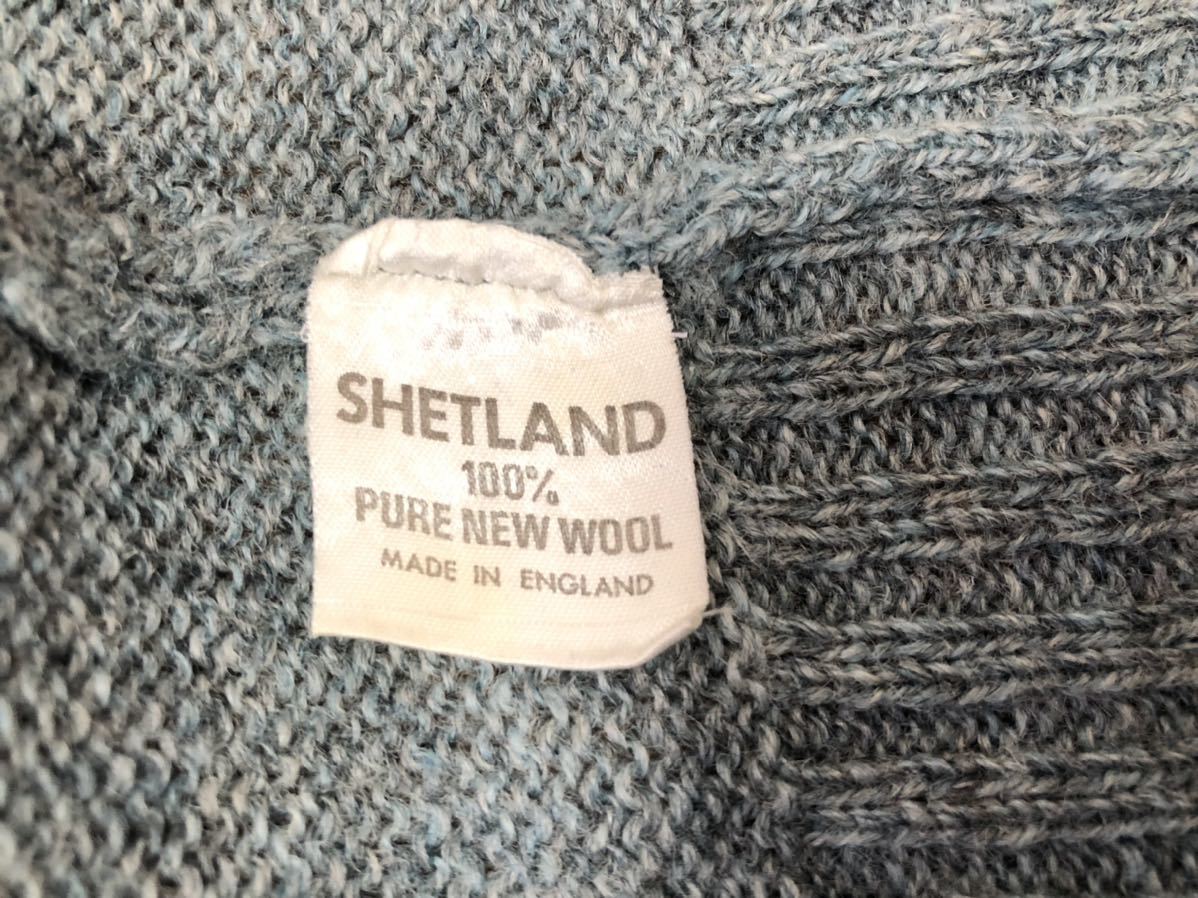 SHETLAND
100%
PURE NEW WOOL
MADE IN ENGLAND